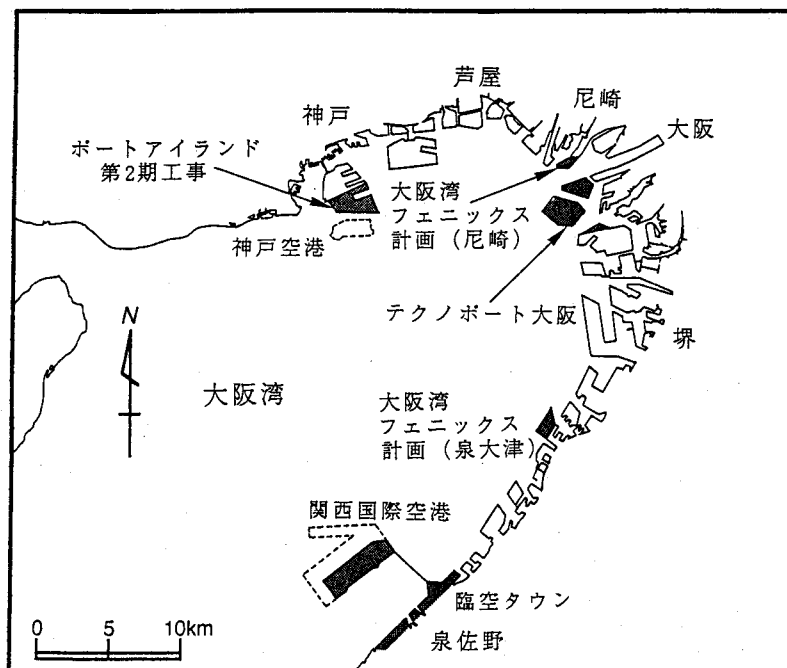 芦屋
神戸
尼崎
大阪
ポートアイランド
第2期工事
大阪湾
フェニックス
計画(尼崎)
神戸空港
テクノポート大阪
堺
N
大阪湾
大阪湾
フェニックス
計画(泉大津)
関西国際空港
臨空タウン
泉佐野
0 5 10km